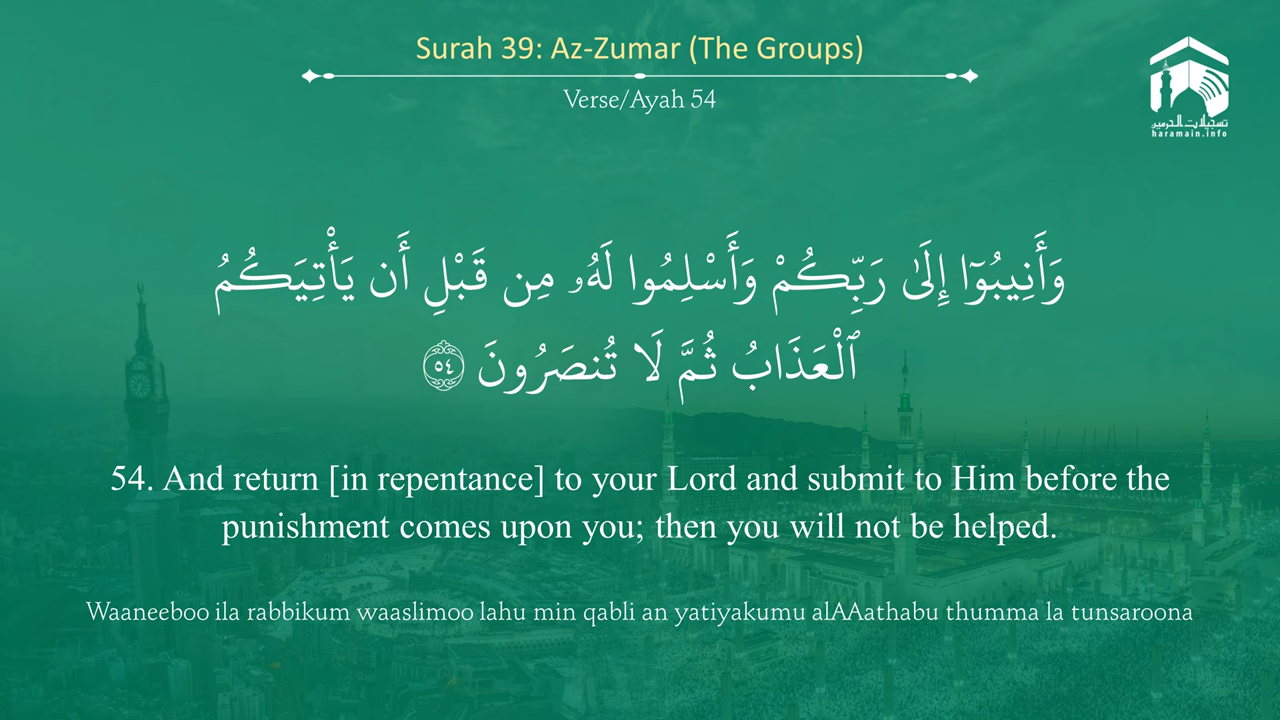 Surah 39: Az-Zumar (The Groups)
Verse/Ayah 54
تسجيلات الحرمين
haramain.info
وَأَنِيبُوٓا۟ إِلَىٰ رَبِّكُمْ وَأَسْلِمُوا۟ لَهُۥ مِن قَبْلِ أَن يَأْتِيَكُمُ
ٱلْعَذَابُ ثُمَّ لَا تُنصَرُونَ ٥٤
54. And return [in repentance] to your Lord and submit to Him before the
punishment comes upon you; then you will not be helped.
Waaneeboo ila rabbikum waaslimoo lahu min qabli an yatiyakumu alAAathabu thumma la tunsaroona